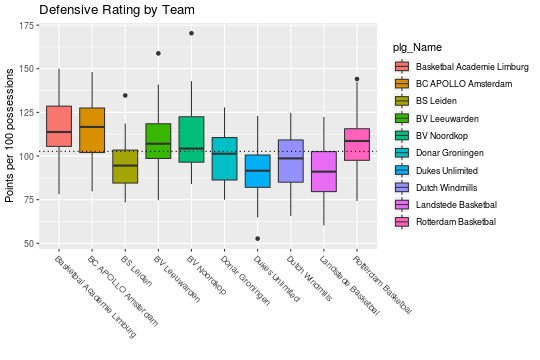 Defensive Rating by Team
Points per 100 possessions
175
150
125
100
75
50
Basketbal Academie Limburg
BC APOLLO Amsterdam
BS Leiden
BV Leeuwarden
BV Noordkop
Donar Groningen
Dukes Unlimited
Dutch Windmills
Landstede Basketbal
Rotterdam Basketbal
plg_Name
Basketbal Academie Limburg
BC APOLLO Amsterdam
BS Leiden
BV Leeuwarden
BV Noordkop
Donar Groningen
Dukes Unlimited
Dutch Windmills
Landstede Basketbal
Rotterdam Basketbal